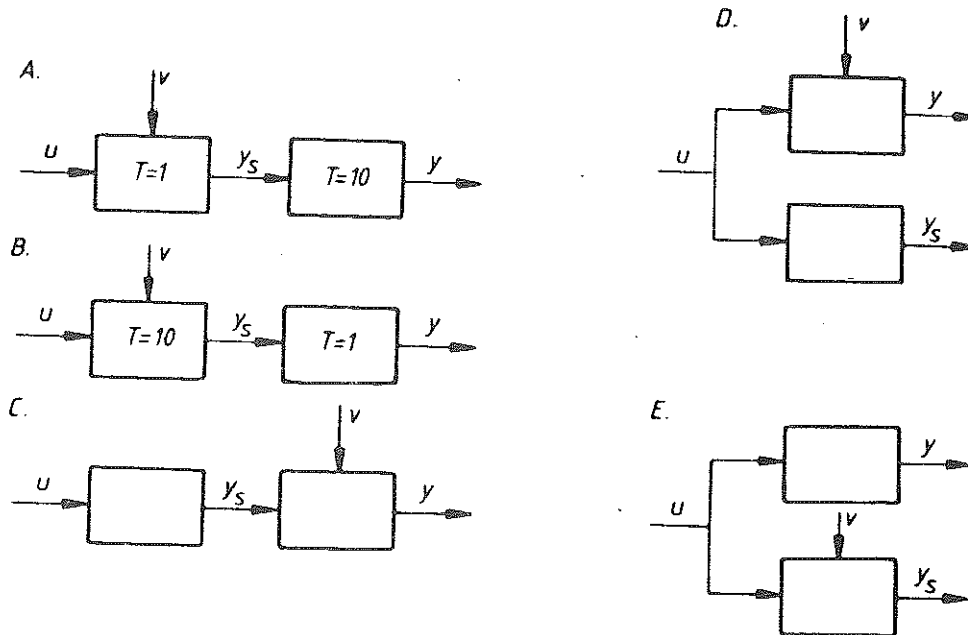 A.
v
u
T=1
y_s
T=10
y
B.
v
u
T=10
y_s
T=1
y
C.
v
u
y_s
y
D.
v
y
u
y_s
E.
y
u
v
y_s